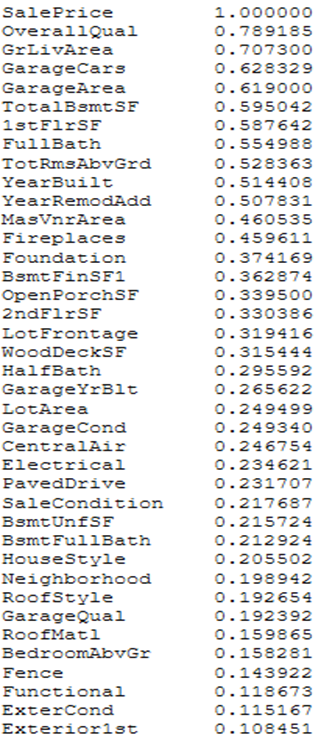 SalePrice 1.000000
OverallQual 0.789185
GrLivArea 0.707300
GarageCars 0.628329
GarageArea 0.619000
TotalBsmtSF 0.595042
1stFlrSF 0.587642
FullBath 0.554988
TotRmsAbvGrd 0.528363
YearBuilt 0.514408
YearRemodAdd 0.507831
MasVnrArea 0.460535
Fireplaces 0.459611
Foundation 0.374169
BsmtFinSF1 0.362874
OpenPorchSF 0.339500
2ndFlrSF 0.330386
LotFrontage 0.319416
WoodDeckSF 0.315444
HalfBath 0.295592
GarageYrBlt 0.265622
LotArea 0.249499
GarageCond 0.249340
CentralAir 0.246754
Electrical 0.234621
PavedDrive 0.231707
SaleCondition 0.217687
BsmtUnfSF 0.215724
BsmtFullBath 0.212924
HouseStyle 0.205502
Neighborhood 0.198942
RoofStyle 0.192654
GarageQual 0.192392
RoofMatl 0.159865
BedroomAbvGr 0.158281
Fence 0.143922
Functional 0.118673
ExterCond 0.115167
Exterior1st 0.108451